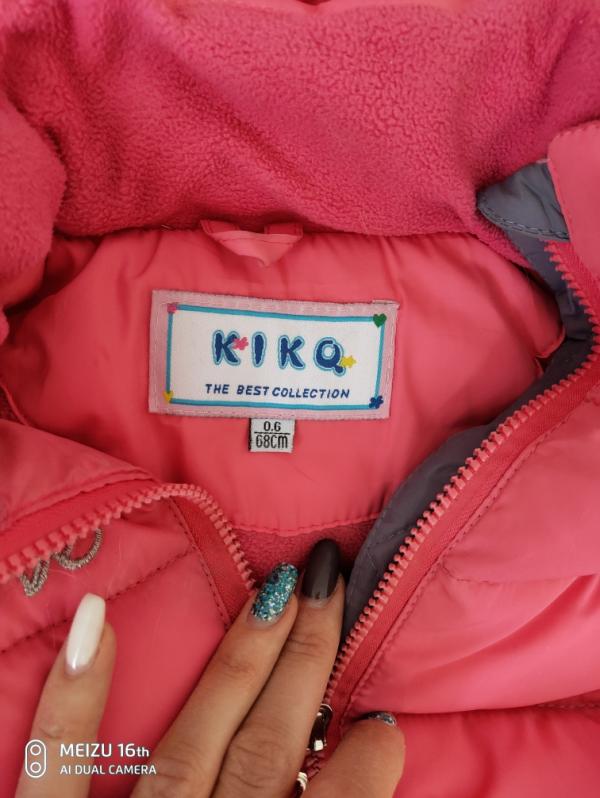 KIKO
THE BEST COLLECTION
0.6
68CM
MEIZU 16th
AI DUAL CAMERA